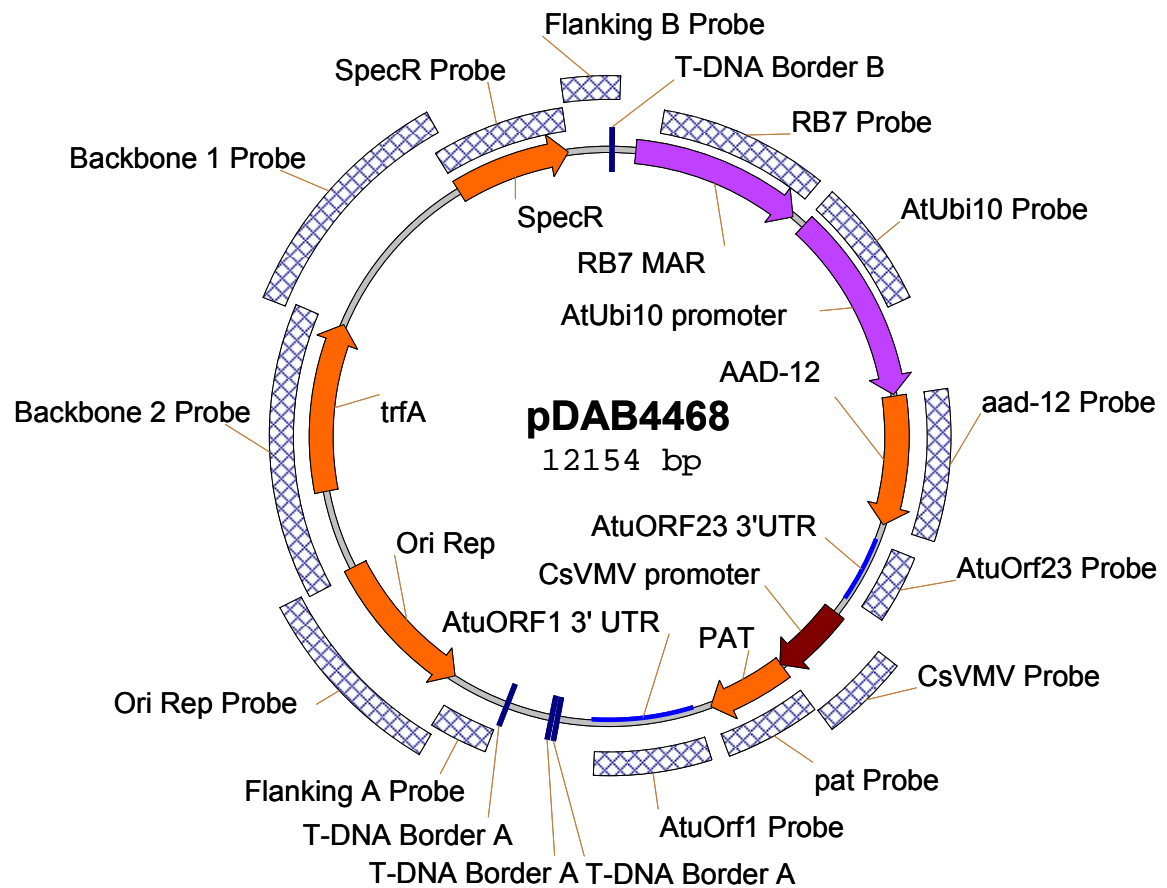 Flanking B Probe
T-DNA Border B
SpecR Probe
RB7 Probe
Backbone 1 Probe
AtUbi10 Probe
SpecR
RB7 MAR
AtUbi10 promoter
AAD-12
aad-12 Probe
Backbone 2 Probe
trfA
pDAB4468
12154 bp
AtuORF23 3'UTR
Ori Rep
CsVMV promoter
AtuOrf23 Probe
AtuORF1 3' UTR
PAT
CsVMV Probe
Ori Rep Probe
pat Probe
Flanking A Probe
AtuOrf1 Probe
T-DNA Border A
T-DNA Border A
T-DNA Border A